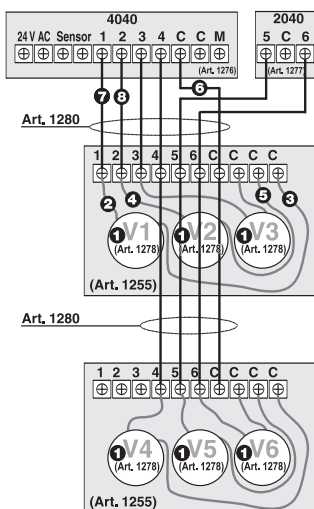 4040
2040
24 V AC Sensor 1 2 3 4 C C M
5 C 6
(Art. 1276)
(Art. 1277)
7 8 6
Art. 1280
1 2 3 4 5 6 C C C C
2 4 5 3
1 V1 1 V2 1 V3
(Art. 1278) (Art. 1278) (Art. 1278)
(Art. 1255)
Art. 1280
1 2 3 4 5 6 C C C C
1 V4 1 V5 1 V6
(Art. 1278) (Art. 1278) (Art. 1278)
(Art. 1255)